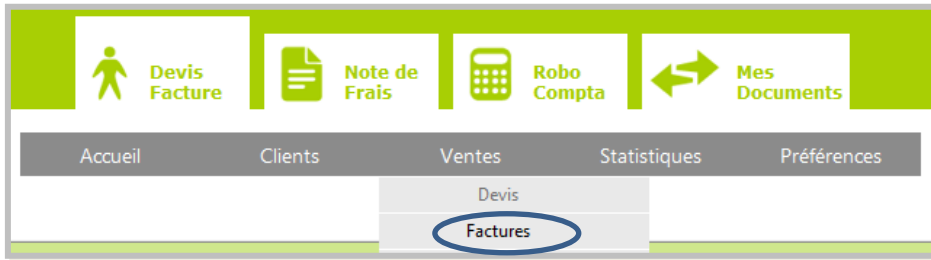 Devis
Facture
Note de
Frais
Robo
Compta
Mes
Documents
Accueil Clients Ventes Statistiques Préférences
Devis
Factures